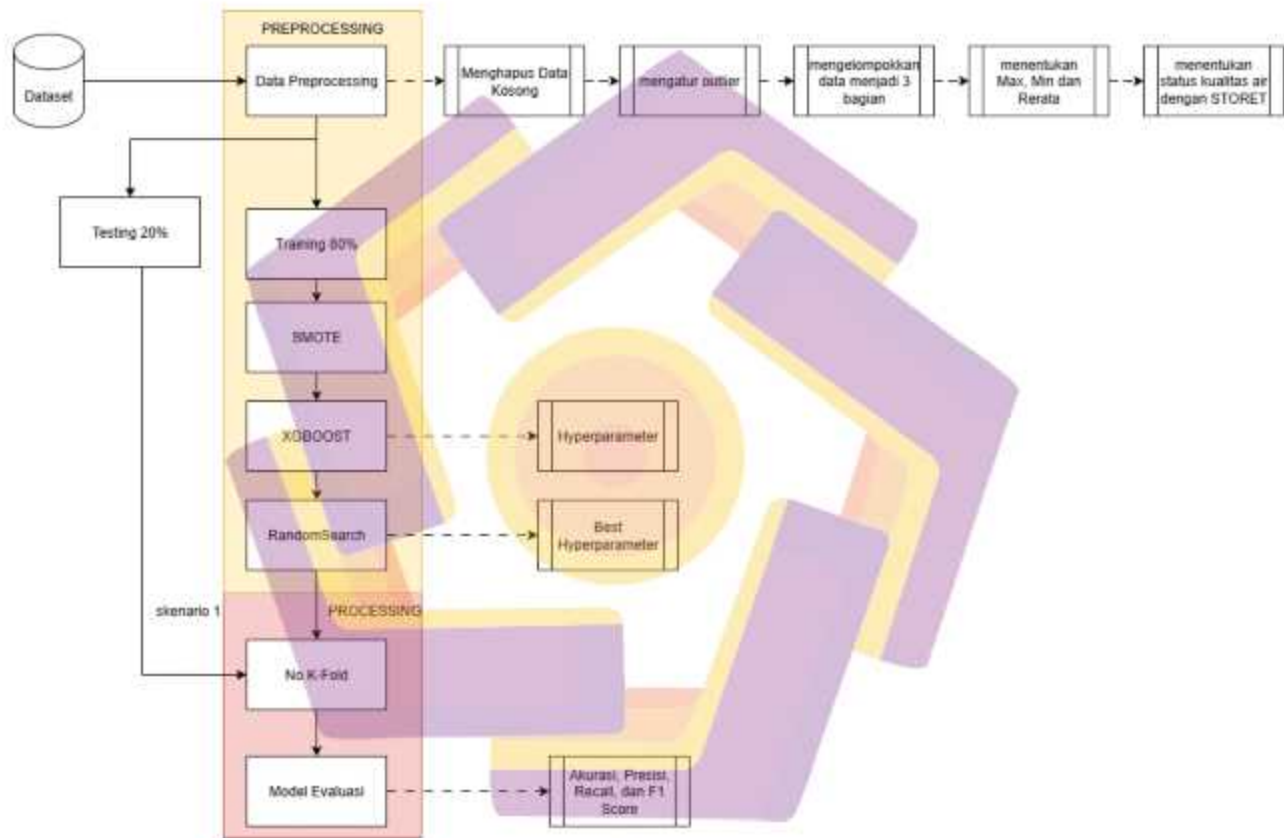 PREPROCESSING
Dataset
Data Preprocessing
Menghapus Data
Kosong
mengatur outlier
mengelompokkan
data menjadi 3
bagian
menentukan
Max, Min dan
Rerata
menentukan
status kualitas air
dengan STORET
Testing 20%
Training 80%
SMOTE
XGBOOST
Hyperparameter
RandomSearch
Best
Hyperparameter
skenario 1
PROCESSING
No K-Fold
Model Evaluasi
Akurasi, Presisi,
Recall, dan F1
Score